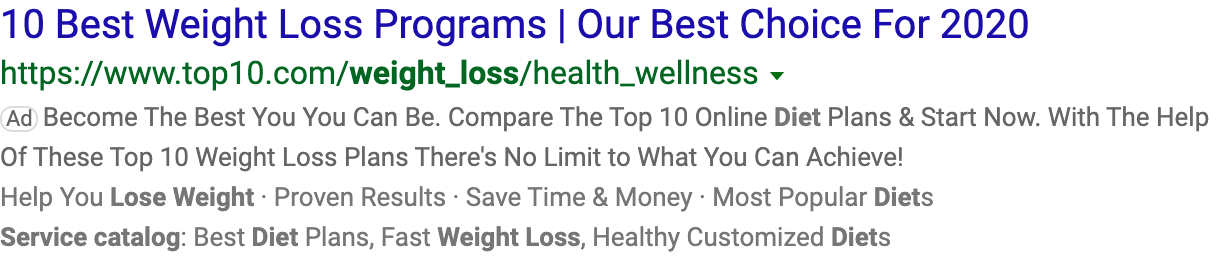 10 Best Weight Loss Programs | Our Best Choice For 2020
https://www.top10.com/weight_loss/health_wellness
Ad Become The Best You You Can Be. Compare The Top 10 Online Diet Plans & Start Now. With The Help
Of These Top 10 Weight Loss Plans There's No Limit to What You Can Achieve!
Help You Lose Weight · Proven Results · Save Time & Money · Most Popular Diets
Service catalog: Best Diet Plans, Fast Weight Loss, Healthy Customized Diets